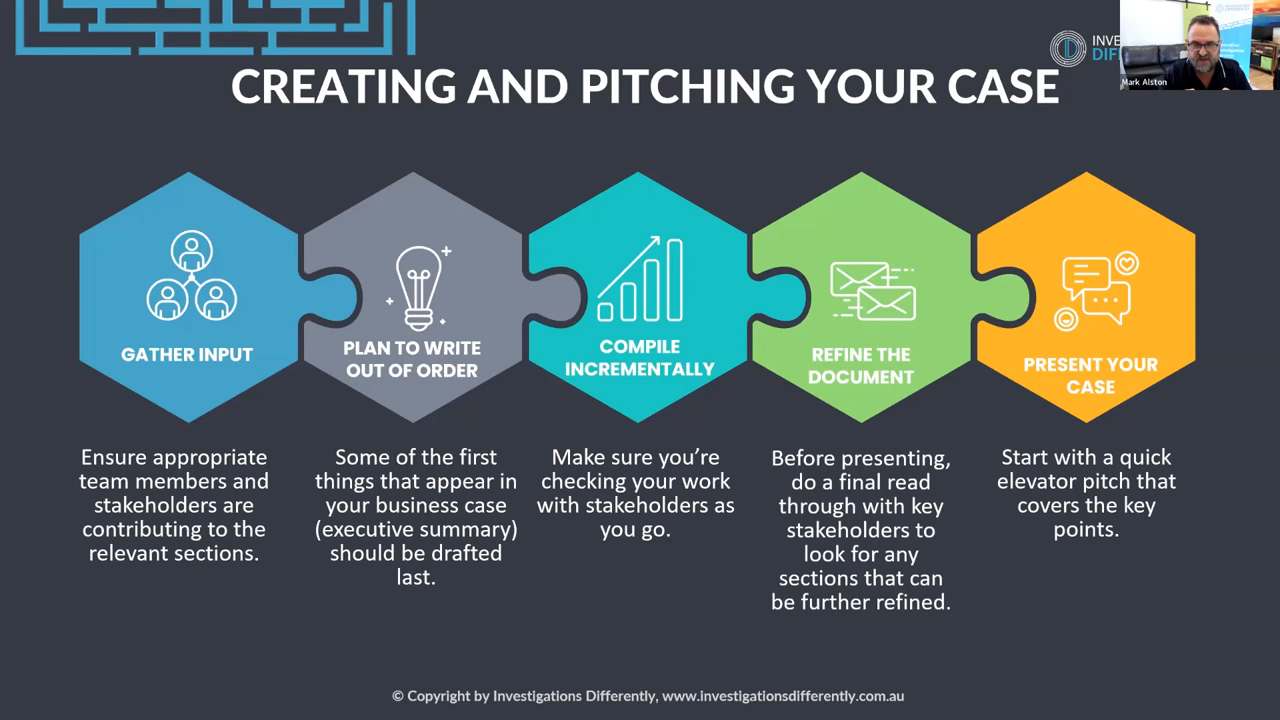 INVE
DIF
Mark Alston
CREATING AND PITCHING YOUR CASE
GATHER INPUT
Ensure appropriate
team members and
stakeholders are
contributing to the
relevant sections.
PLAN TO WRITE
OUT OF ORDER
Some of the first
things that appear in
your business case
(executive summary)
should be drafted
last.
COMPILE
INCREMENTALLY
Make sure you’re
checking your work
with stakeholders as
you go.
REFINE THE
DOCUMENT
Before presenting,
do a final read
through with key
stakeholders to
look for any
sections that can
be further refined.
PRESENT YOUR
CASE
Start with a quick
elevator pitch that
covers the key
points.
© Copyright by Investigations Differently, www.investigationsdifferently.com.au